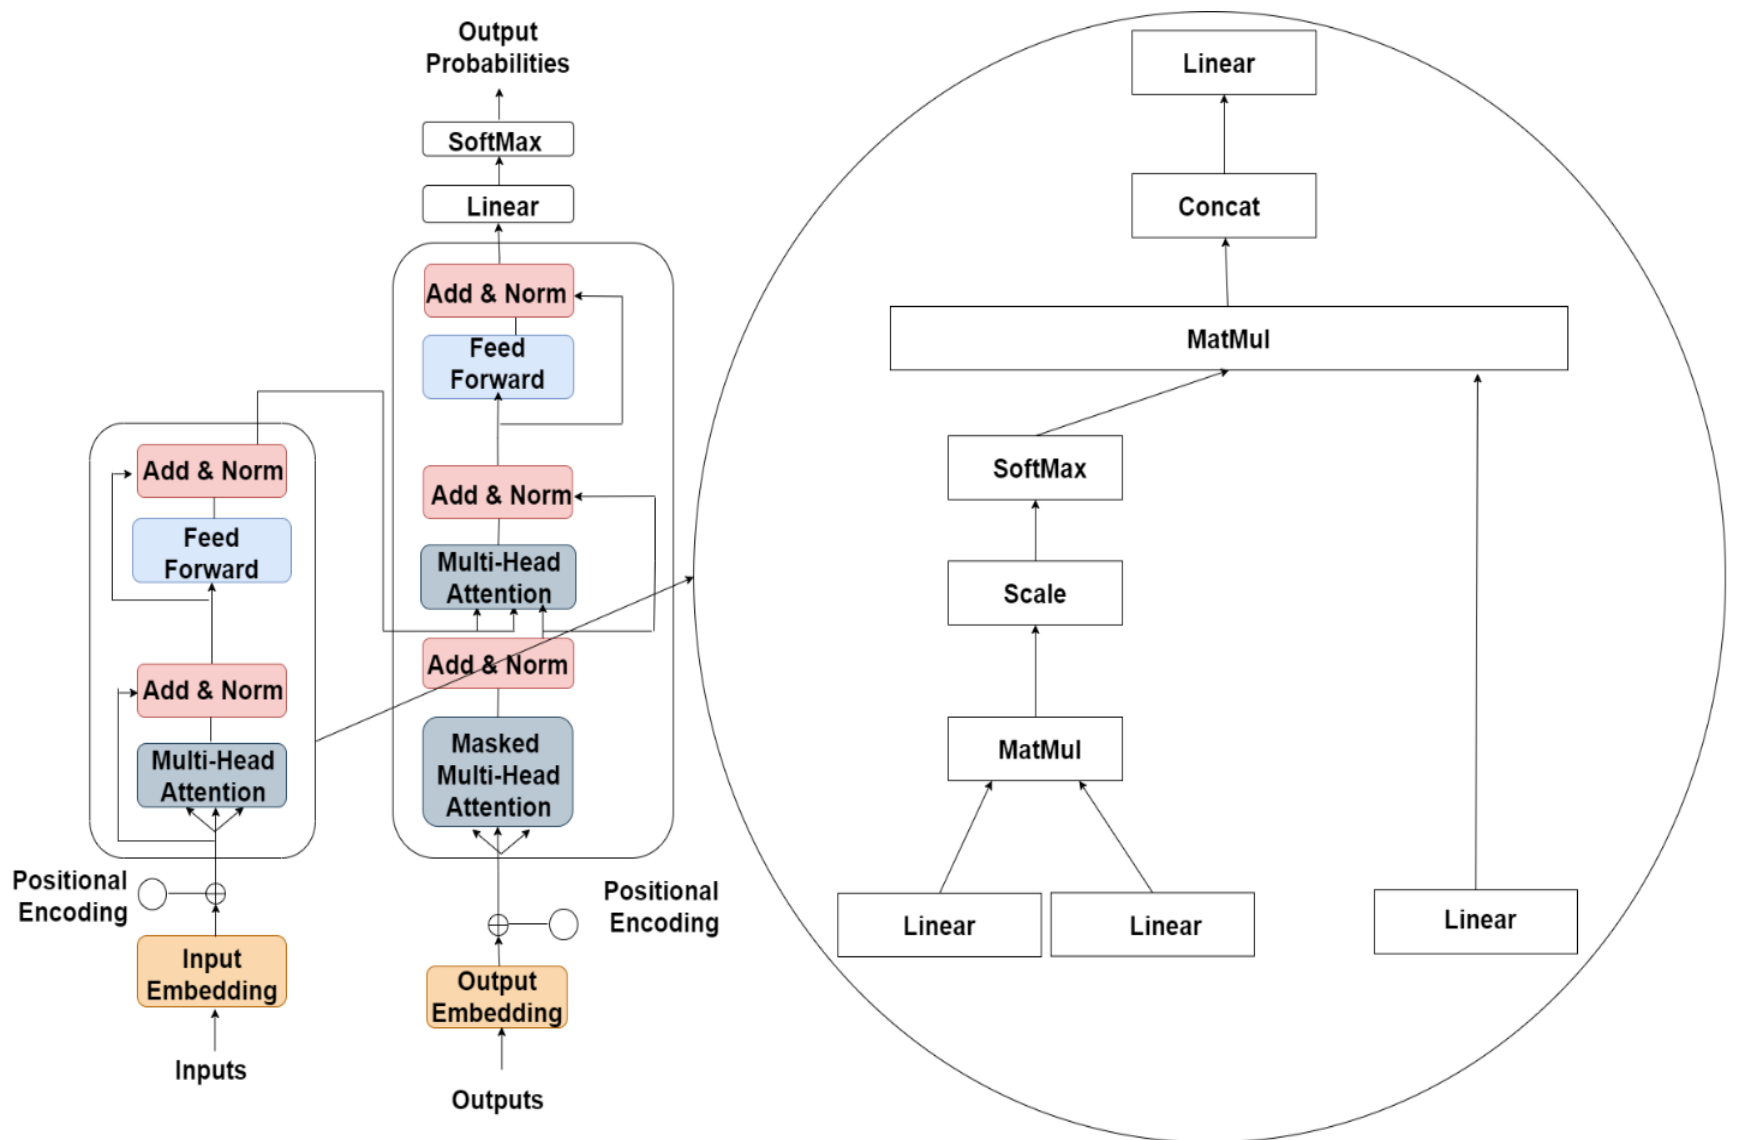 Output
Probabilities
SoftMax
Linear
Add & Norm
Feed
Forward
Add & Norm
Multi-Head
Attention
Add & Norm
Masked
Multi-Head
Attention
Positional
Encoding
Output
Embedding
Outputs
Add & Norm
Feed
Forward
Add & Norm
Multi-Head
Attention
Positional
Encoding
Input
Embedding
Inputs
Linear
Concat
MatMul
SoftMax
Scale
MatMul
Linear
Linear
Linear